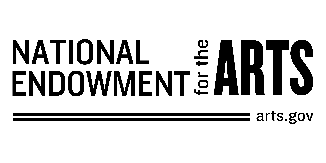 NATIONAL
ENDOWMENT
for the
ARTS
arts.gov